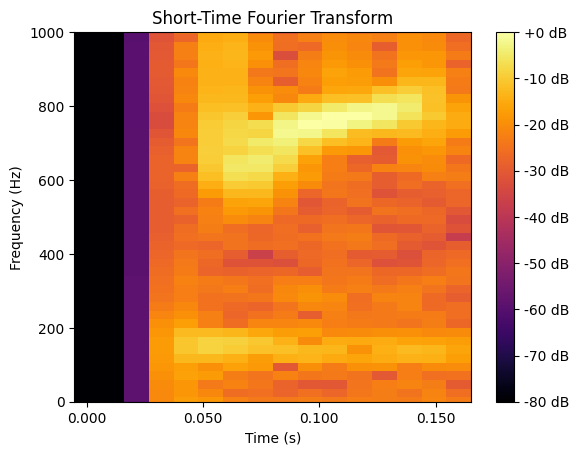 Short-Time Fourier Transform
1000
800
600
400
200
0
Frequency (Hz)
0.000
0.050
0.100
0.150
Time (s)
+0 dB
-10 dB
-20 dB
-30 dB
-40 dB
-50 dB
-60 dB
-70 dB
-80 dB